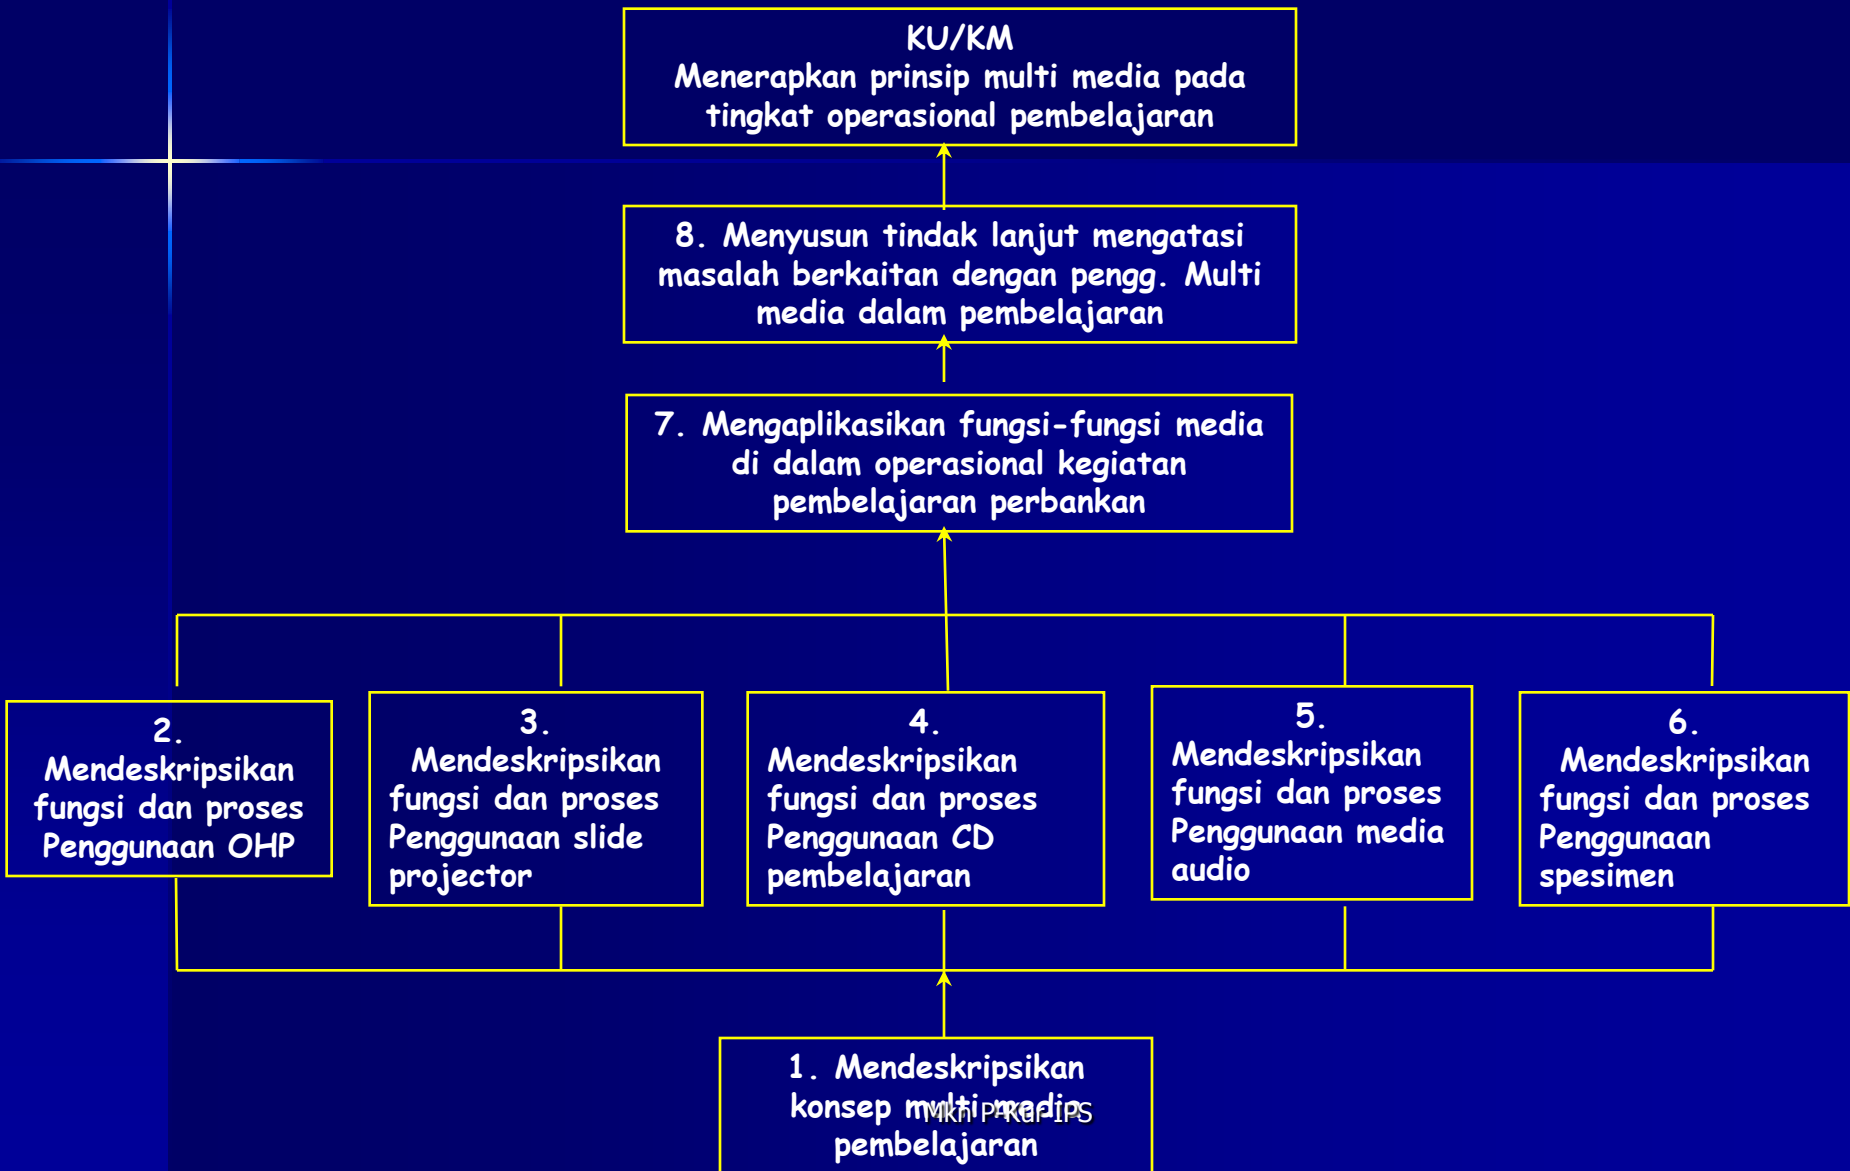 KU/KM
Menerapkan prinsip multi media pada
tingkat operasional pembelajaran
8. Menyusun tindak lanjut mengatasi
masalah berkaitan dengan pengg. Multi
media dalam pembelajaran
7. Mengaplikasikan fungsi-fungsi media
di dalam operasional kegiatan
pembelajaran perbankan
2.
Mendeskripsikan
fungsi dan proses
Penggunaan OHP
3.
Mendeskripsikan
fungsi dan proses
Penggunaan slide
projector
4.
Mendeskripsikan
fungsi dan proses
Penggunaan CD
pembelajaran
5.
Mendeskripsikan
fungsi dan proses
Penggunaan media
audio
6.
Mendeskripsikan
fungsi dan proses
Penggunaan
spesimen
1. Mendeskripsikan
konsep multi media
pembelajaran
IPS